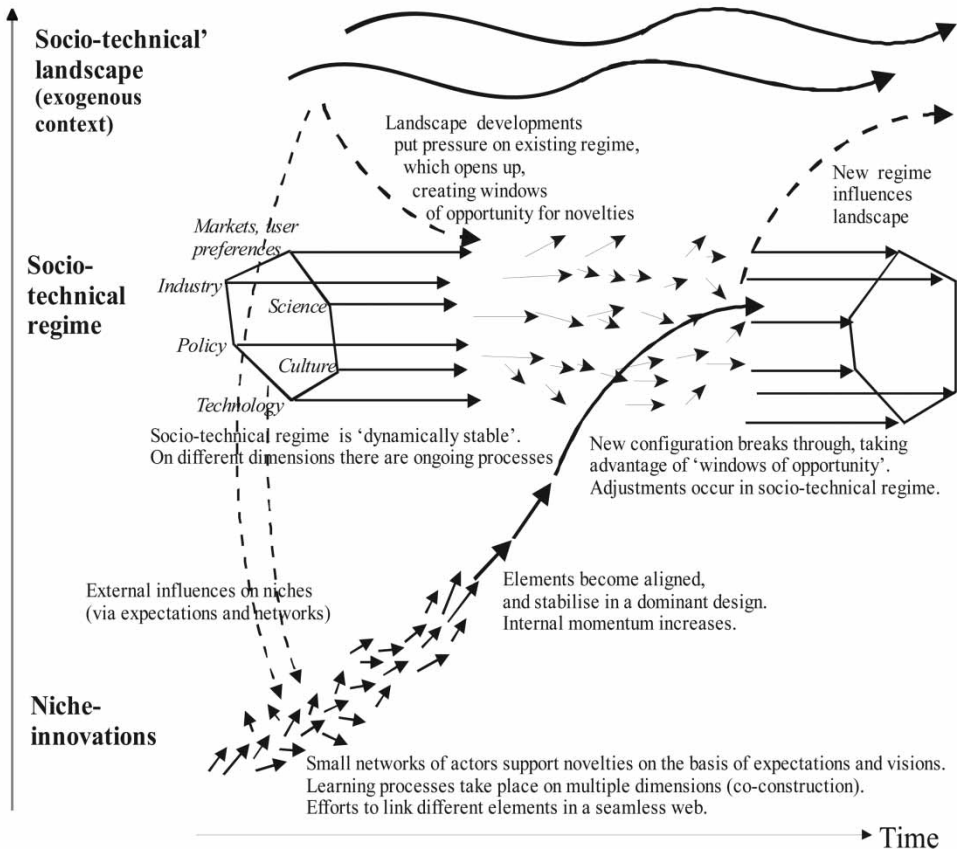 Socio-technical’
landscape
(exogenous
context)
Landscape developments
put pressure on existing regime,
which opens up,
creating windows
of opportunity for novelties
New regime
influences
landscape
Markets, user
preferences
Socio-
technical
regime
Industry
Science
Policy
Culture
Technology
Socio-technical regime is ‘dynamically stable’.
On different dimensions there are ongoing processes
New configuration breaks through, taking
advantage of ‘windows of opportunity’.
Adjustments occur in socio-technical regime.
External influences on niches
(via expectations and networks)
Elements become aligned,
and stabilise in a dominant design.
Internal momentum increases.
Niche-
innovations
Small networks of actors support novelties on the basis of expectations and visions.
Learning processes take place on multiple dimensions (co-construction).
Efforts to link different elements in a seamless web.
Time